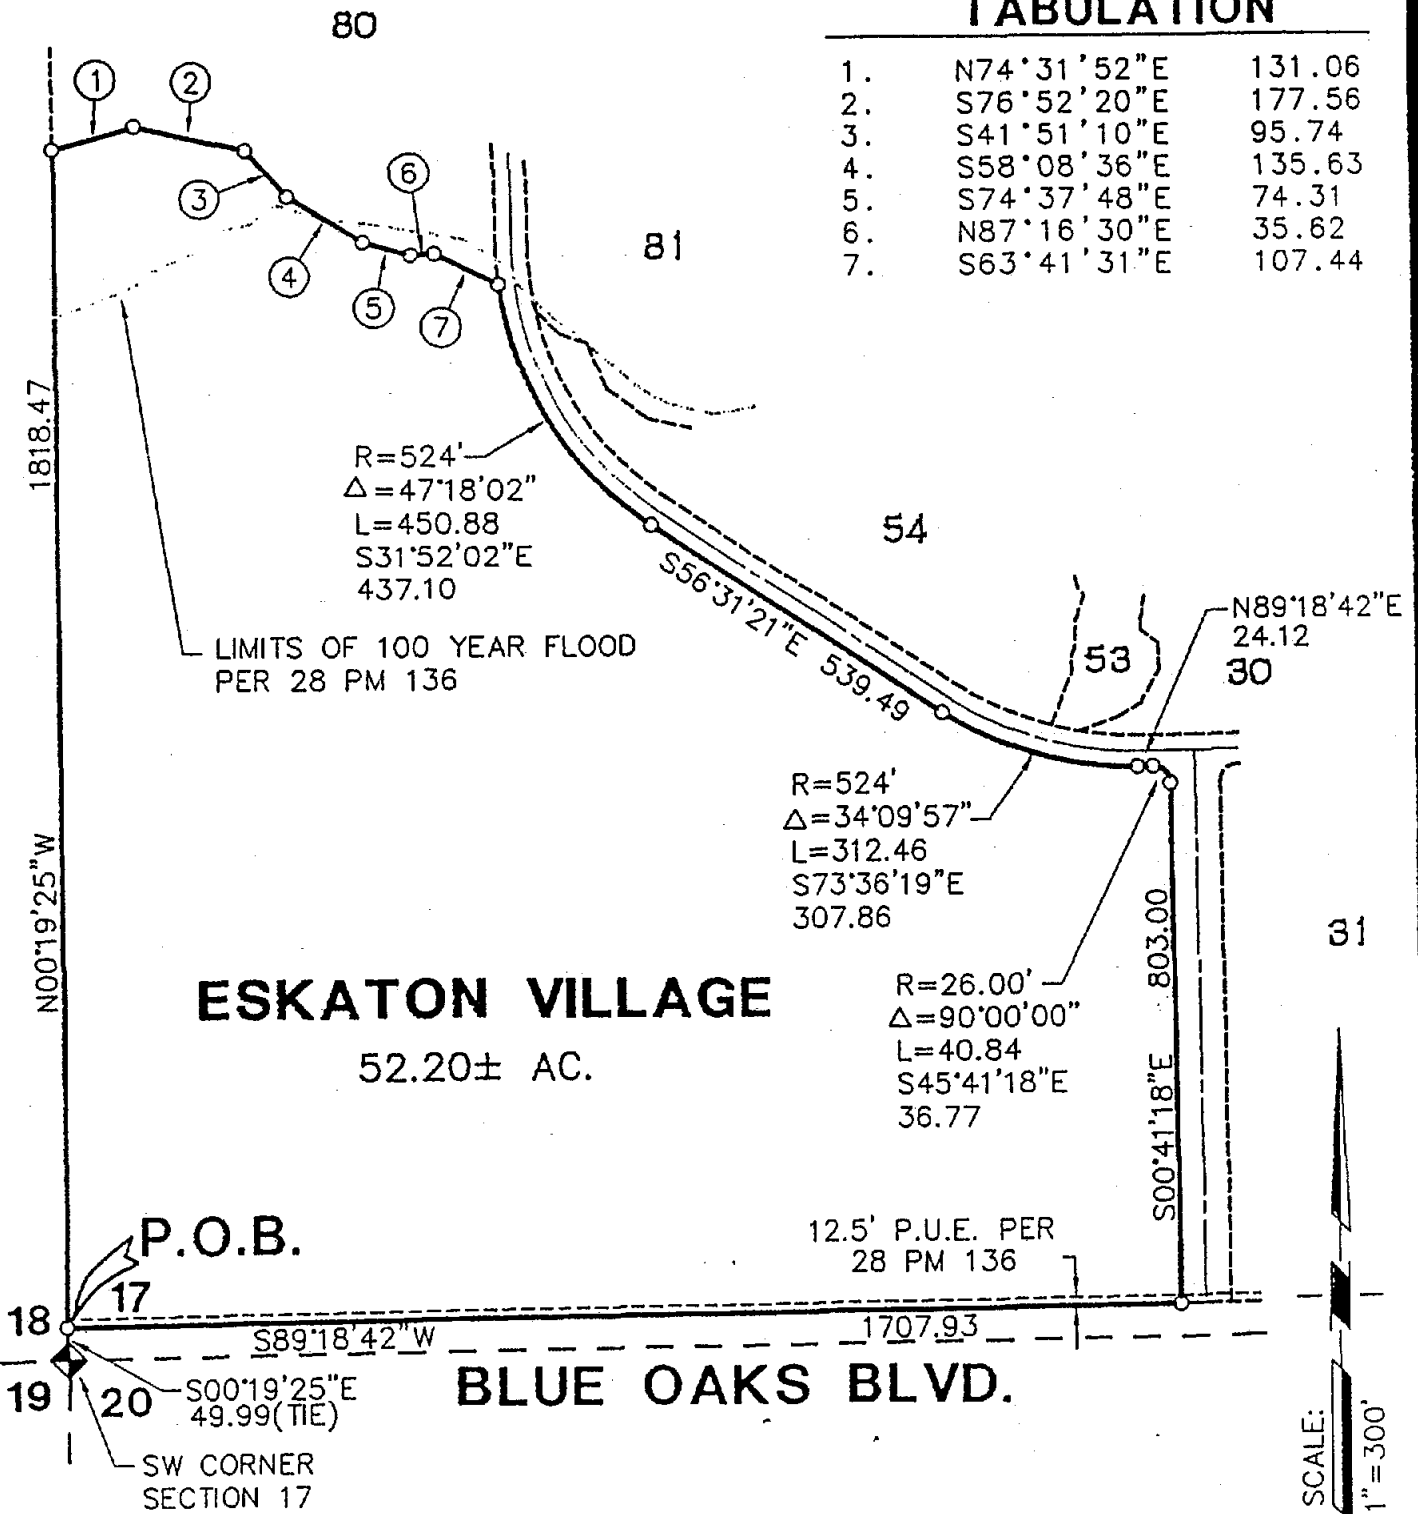 TABULATION
1. N74°31'52"E 131.06
2. S76°52'20"E 177.56
3. S41°51'10"E 95.74
4. S58°08'36"E 135.63
5. S74°37'48"E 74.31
6. N87°16'30"E 35.62
7. S63°41'31"E 107.44
80
1
2
3
4
5
6
7
81
1818.47
N00°19'25"W
R=524'
Δ=47°18'02"
L=450.88
S31°52'02"E
437.10
LIMITS OF 100 YEAR FLOOD
PER 28 PM 136
54
S56°31'21"E 539.49
53
N89°18'42"E
24.12
30
R=524'
Δ=34°09'57"
L=312.46
S73°36'19"E
307.86
31
R=26.00'
Δ=90°00'00"
L=40.84
S45°41'18"E
36.77
S00°41'18"E 803.00
ESKATON VILLAGE
52.20± AC.
12.5' P.U.E. PER
28 PM 136
P.O.B.
18
17
S89°18'42"W 1707.93
19
20
S00°19'25"E
49.99(TIE)
BLUE OAKS BLVD.
SW CORNER
SECTION 17
SCALE:
1"=300'